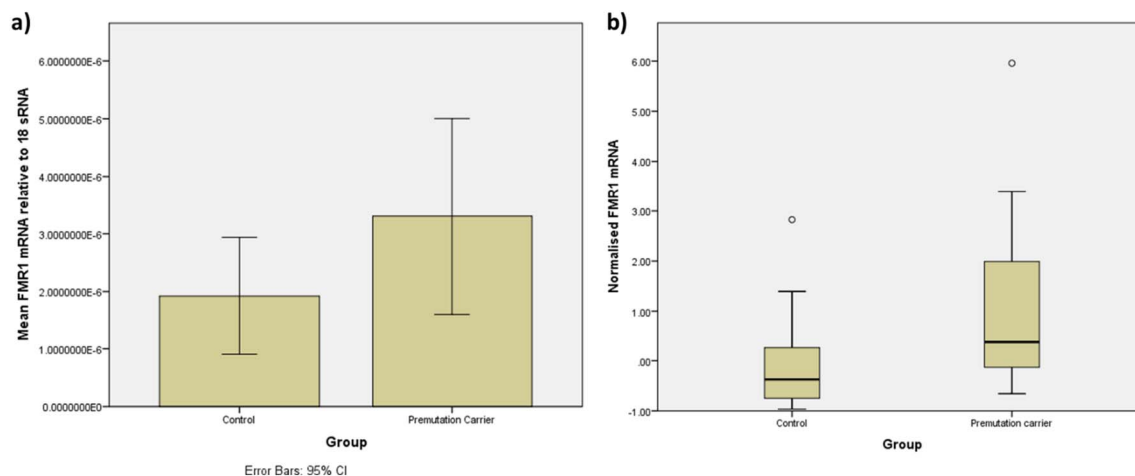 a)
Mean FMR1 mRNA relative to 18 sRNA
6.0000000E-6
5.0000000E-6
4.0000000E-6
3.0000000E-6
2.0000000E-6
1.0000000E-6
0.0000000E0
Control
Premutation Carrier
Group
Error Bars: 95% CI
b)
Normalised FMR1 mRNA
6.00
5.00
4.00
3.00
2.00
1.00
.00
-1.00
Control
Premutation carrier
Group